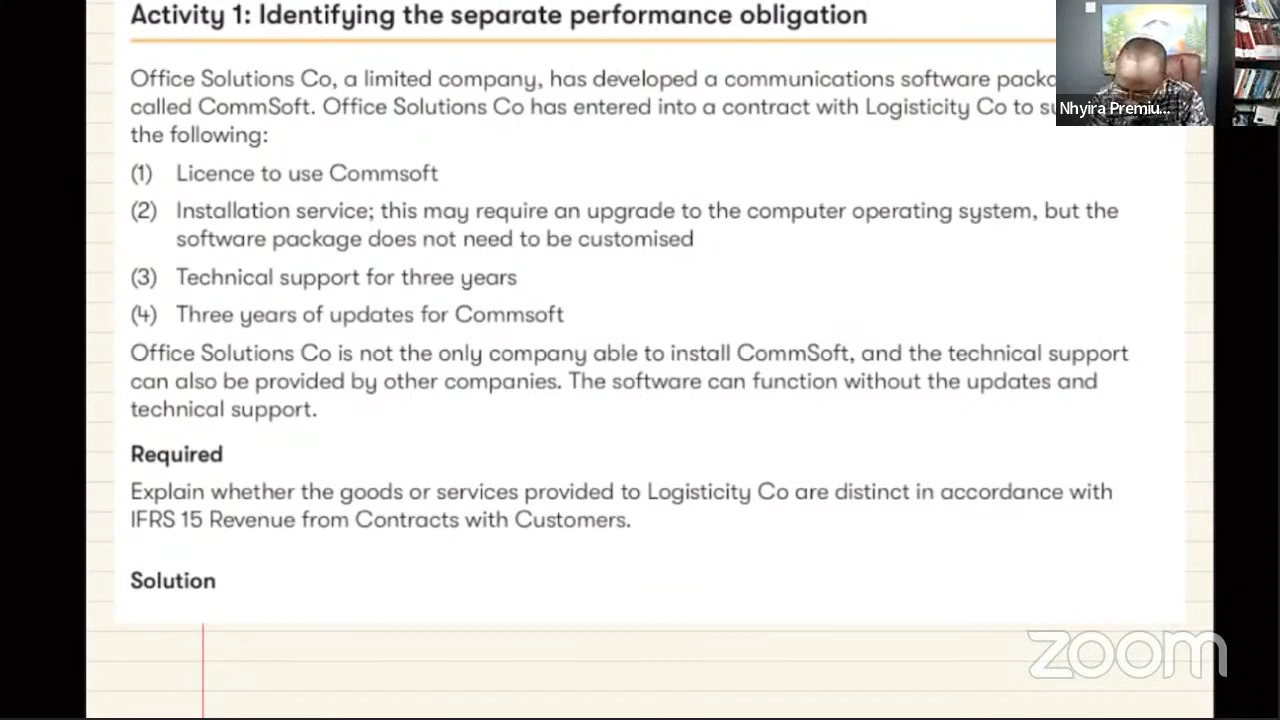 Activity 1: Identifying the separate performance obligation
Office Solutions Co, a limited company, has developed a communications software
called CommSoft. Office Solutions Co has entered into a contract with Logisticity Co to
the following:
(1) Licence to use Commsoft
(2) Installation service; this may require an upgrade to the computer operating system, but the
software package does not need to be customised
(3) Technical support for three years
(4) Three years of updates for Commsoft
Office Solutions Co is not the only company able to install CommSoft, and the technical support
can also be provided by other companies. The software can function without the updates and
technical support.
Required
Explain whether the goods or services provided to Logisticity Co are distinct in accordance with
IFRS 15 Revenue from Contracts with Customers.
Solution
Nhyira Premiu...
zoom